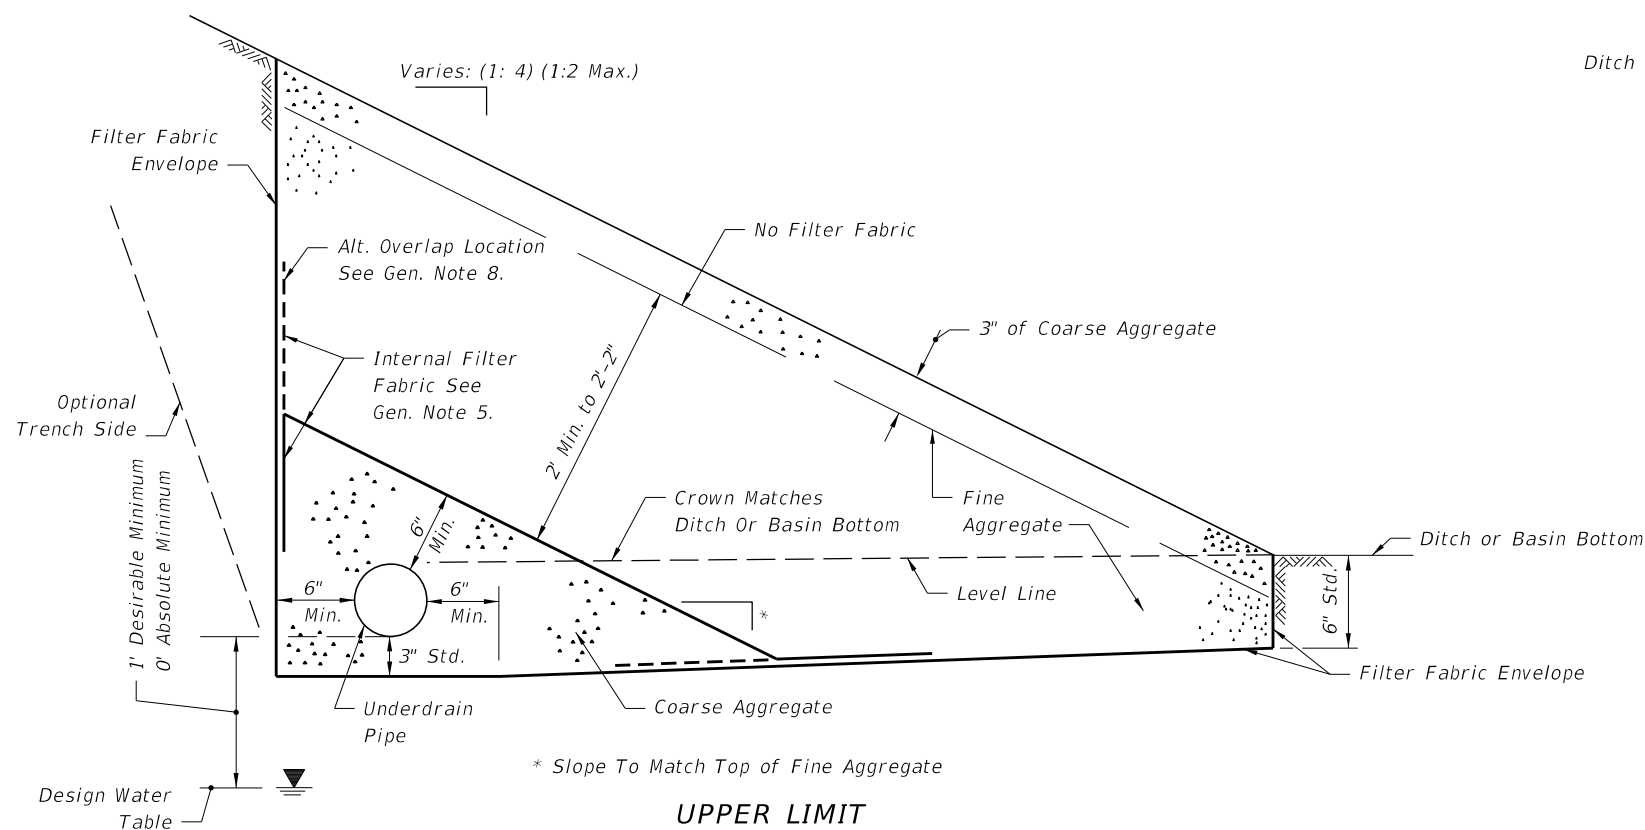 Ditch
Varies: (1: 4) (1:2 Max.)
Filter Fabric
Envelope
No Filter Fabric
Alt. Overlap Location
See Gen. Note 8.
3" of Coarse Aggregate
Internal Filter
Fabric See
Gen. Note 5.
2' Min. to 2'-2"
Optional
Trench Side
1' Desirable Minimum
0' Absolute Minimum
Crown Matches
Ditch Or Basin Bottom
Fine
Aggregate
6"
Min.
Ditch or Basin Bottom
6"
Min.
6"
Min.
Level Line
*
6" Std.
3" Std.
Filter Fabric Envelope
Underdrain
Pipe
Coarse Aggregate
* Slope To Match Top of Fine Aggregate
Design Water
Table
UPPER LIMIT